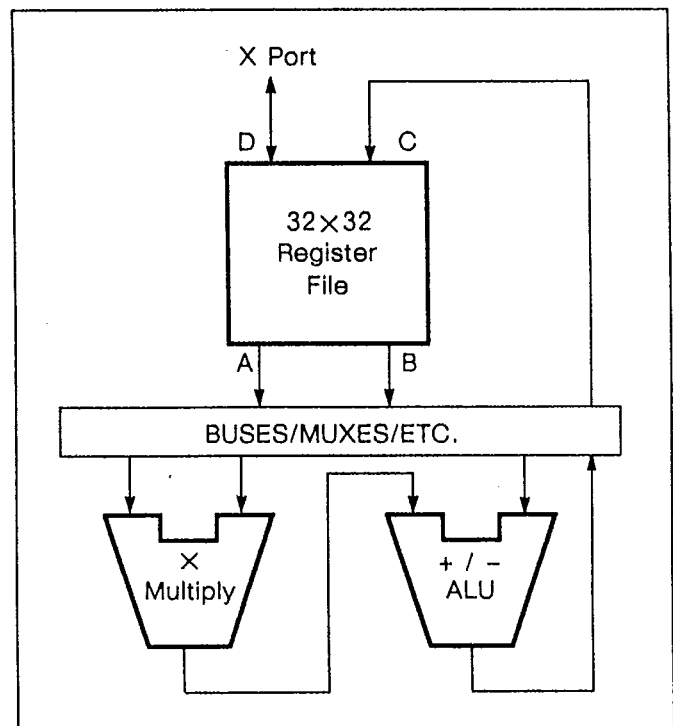 X Port
D
C
32×32
Register
File
A
B
BUSES/MUXES/ETC.
×
Multiply
+ / −
ALU